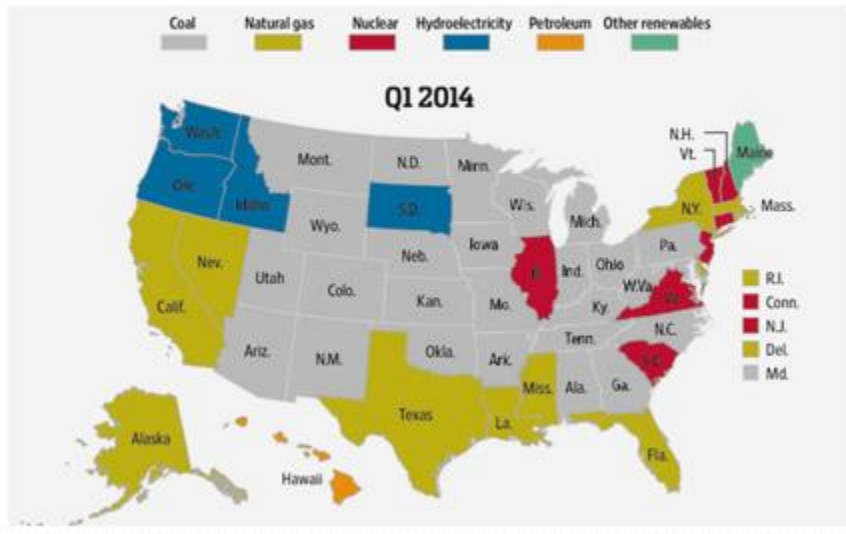 Coal Natural gas Nuclear Hydroelectricity Petroleum Other renewables
Q1 2014
N.H.
Vt.
Maine
Wash.
Mont.
N.D.
Minn.
Ore.
Idaho
S.D.
Wis.
Mich.
N.Y.
Mass.
Wyo.
Iowa
Pa.
Neb.
Nev.
Utah
Colo.
Ind.
Ohio
W.Va.
Va.
R.I.
Conn.
N.J.
Del.
Md.
Calif.
Kan.
Mo.
Ky.
N.C.
Ariz.
N.M.
Okla.
Ark.
Tenn.
S.C.
Miss.
Ala.
Ga.
Texas
La.
Fla.
Alaska
Hawaii